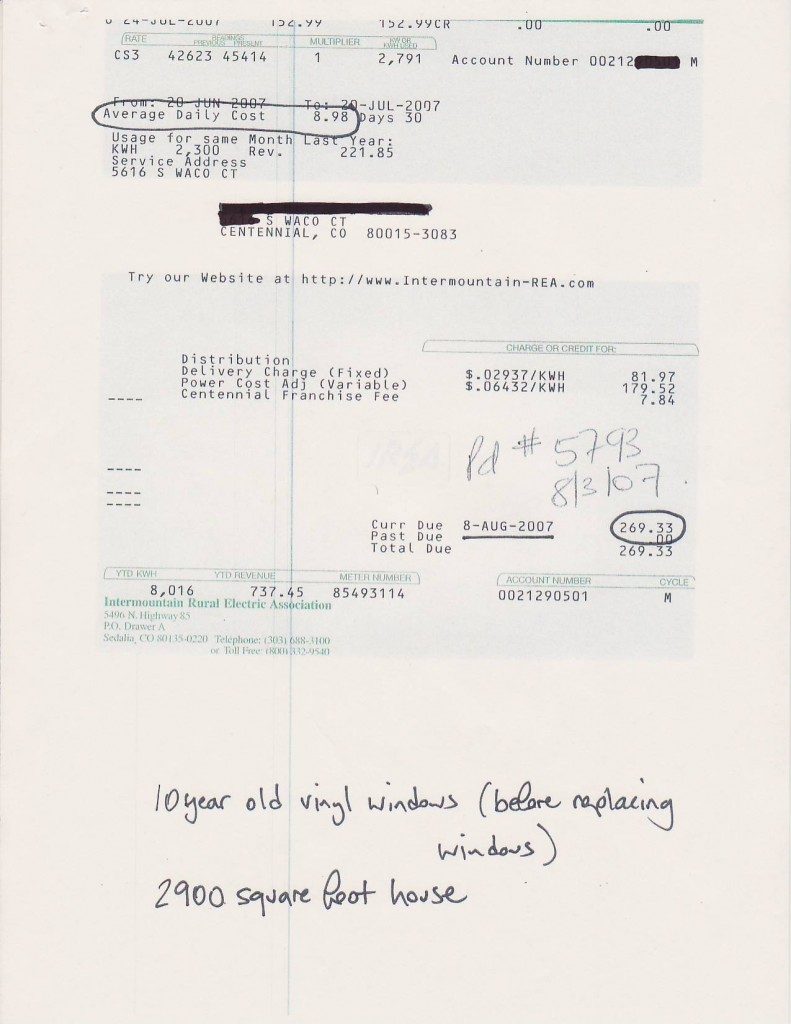 24-JUL-2007 152.99 152.99CR .00 .00
RATE READINGS PREVIOUS PRESENT MULTIPLIER KW OR KWH USED
CS3 42623 45414 1 2,791 Account Number 00212 M
From: 20 JUN 2007 To: 20-JUL-2007
Average Daily Cost 8.98 Days 30
Usage for same Month Last Year:
KWH 2,300 Rev. 221.85
Service Address
5616 S WACO CT
S WACO CT
CENTENNIAL, CO 80015-3083
Try our Website at http://www.Intermountain-REA.com
CHARGE OR CREDIT FOR:
Distribution
Delivery Charge (Fixed) $.02937/KWH 81.97
Power Cost Adj (Variable) $.06432/KWH 179.52
---- Centennial Franchise Fee 7.84
Pd # 5793
----
8/3/07
----
----
Curr Due 8-AUG-2007 269.33
Past Due .00
Total Due 269.33
YTD KWH YTD REVENUE METER NUMBER ACCOUNT NUMBER CYCLE
8,016 737.45 85493114 0021290501 M
Intermountain Rural Electric Association
5496 N. Highway 85
P.O. Drawer A
Sedalia, CO 80135-0220 Telephone: (303) 688-3100
or Toll Free: (800) 332-9540
10 year old vinyl windows (before replacing
windows)
2900 square foot house